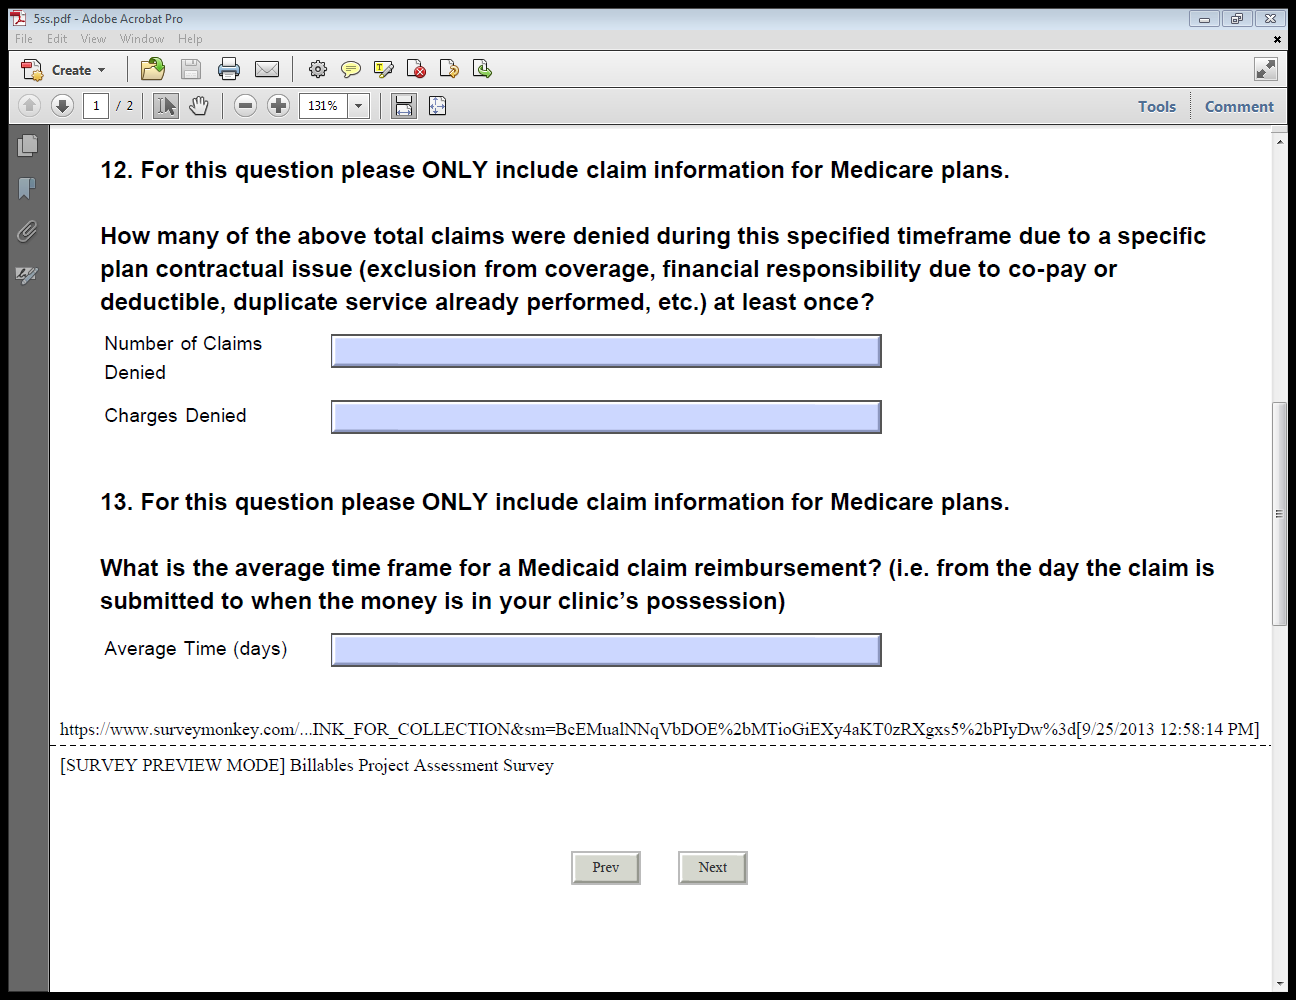 5ss.pdf - Adobe Acrobat Pro
File Edit View Window Help
Create
1 / 2 131% Tools Comment
12. For this question please ONLY include claim information for Medicare plans.
How many of the above total claims were denied during this specified timeframe due to a specific
plan contractual issue (exclusion from coverage, financial responsibility due to co-pay or
deductible, duplicate service already performed, etc.) at least once?
Number of Claims
Denied
Charges Denied
13. For this question please ONLY include claim information for Medicare plans.
What is the average time frame for a Medicaid claim reimbursement? (i.e. from the day the claim is
submitted to when the money is in your clinic’s possession)
Average Time (days)
https://www.surveymonkey.com/...INK_FOR_COLLECTION&sm=BcEMualNNqVbDOE%2bMTioGiEXy4aKT0zRXgxs5%2bPIyDw%3d[9/25/2013 12:58:14 PM]
[SURVEY PREVIEW MODE] Billables Project Assessment Survey
Prev Next